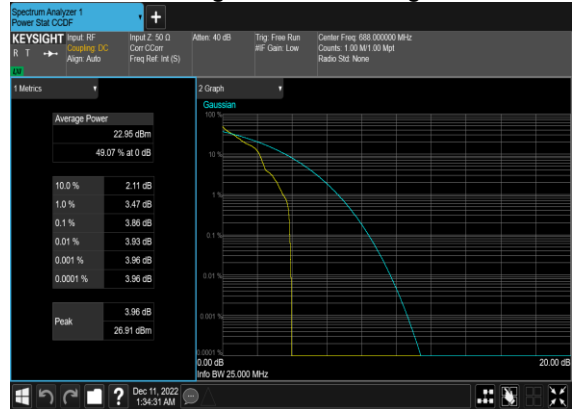 Spectrum Analyzer 1
Power Stat CCDF
KEYSIGHT
R T
LW
Input: RF
Coupling: DC
Align: Auto
Input Z: 50 Ω
Corr CCorr
Freq Ref: Int (S)
Atten: 40 dB
Trig: Free Run
#IF Gain: Low
Center Freq: 688.000000 MHz
Counts: 1.00 M/1.00 Mpt
Radio Std: None
1 Metrics
Average Power
22.95 dBm
49.07 % at 0 dB
10.0 % 2.11 dB
1.0 % 3.47 dB
0.1 % 3.86 dB
0.01 % 3.93 dB
0.001 % 3.96 dB
0.0001 % 3.96 dB
Peak
3.96 dB
26.91 dBm
2 Graph
Gaussian
100 %
10 %
1 %
0.1 %
0.01 %
0.001 %
0.0001 %
0.00 dB 20.00 dB
Info BW 25.000 MHz
? Dec 11, 2022
1:34:31 AM